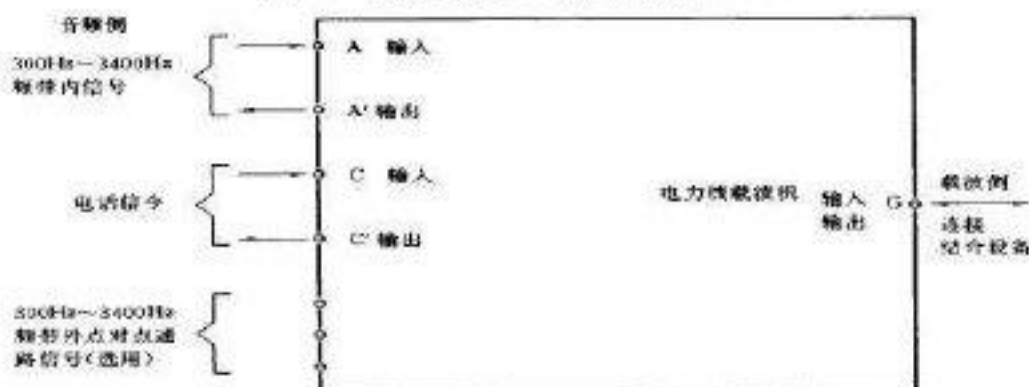 音频侧
300Hz～3400Hz
频带内信号
A 输入
A' 输出
电话信令
C 输入
C' 输出
300Hz～3400Hz
频带外点对点通
路信号(选用)
电力线载波机
输入
输出
G
载波侧
连接
结合设备